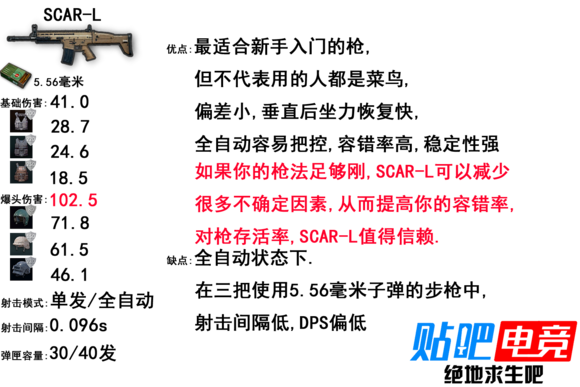 SCAR-L
5.56毫米
基础伤害:41.0
28.7
24.6
18.5
爆头伤害:102.5
71.8
61.5
46.1
射击模式:单发/全自动
射击间隔:0.096s
弹匣容量:30/40发
优点:最适合新手入门的枪,
但不代表用的人都是菜鸟,
偏差小,垂直后坐力恢复快,
全自动容易把控,容错率高,稳定性强
如果你的枪法足够刚,SCAR-L可以减少
很多不确定因素,从而提高你的容错率,
对枪存活率,SCAR-L值得信赖.
缺点:全自动状态下.
在三把使用5.56毫米子弹的步枪中,
射击间隔低,DPS偏低
贴吧电竞
绝地求生吧